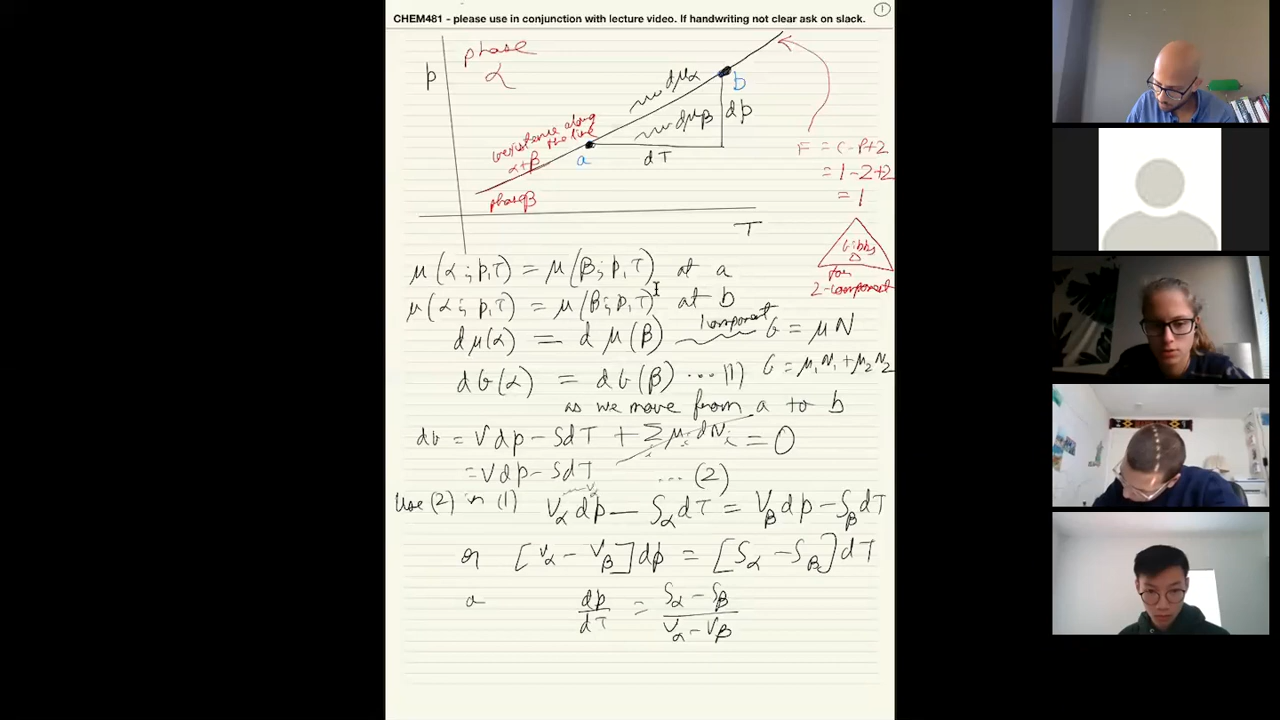 CHEM481 - please use in conjunction with lecture video. If handwriting not clear ask on slack.
1
phase
α
p
dμα
b
dμβ
dp
coexistence along
the line
α+β
a
dT
phase β
T
F = C-P+2
= 1-2+2
= 1
Gibbs
Δ
for
2-component
μ(α; p,T) = μ(β; p,T) at a
μ(α; p,T) = μ(β; p,T) at b
dμ(α) = dμ(β) 1 component G = μN
dG(α) = dG(β) ...(1) G = μ₁N₁ + μ₂N₂
as we move from a to b
dG = Vdp - SdT + Σᵢ μᵢ dNᵢ = 0
= Vdp - SdT ...(2)
Use (2) in (1) Vα dp - Sα dT = Vβ dp - Sβ dT
or [Vα - Vβ]dp = [Sα - Sβ]dT
dp/dT = (Sα - Sβ)/(Vα - Vβ)